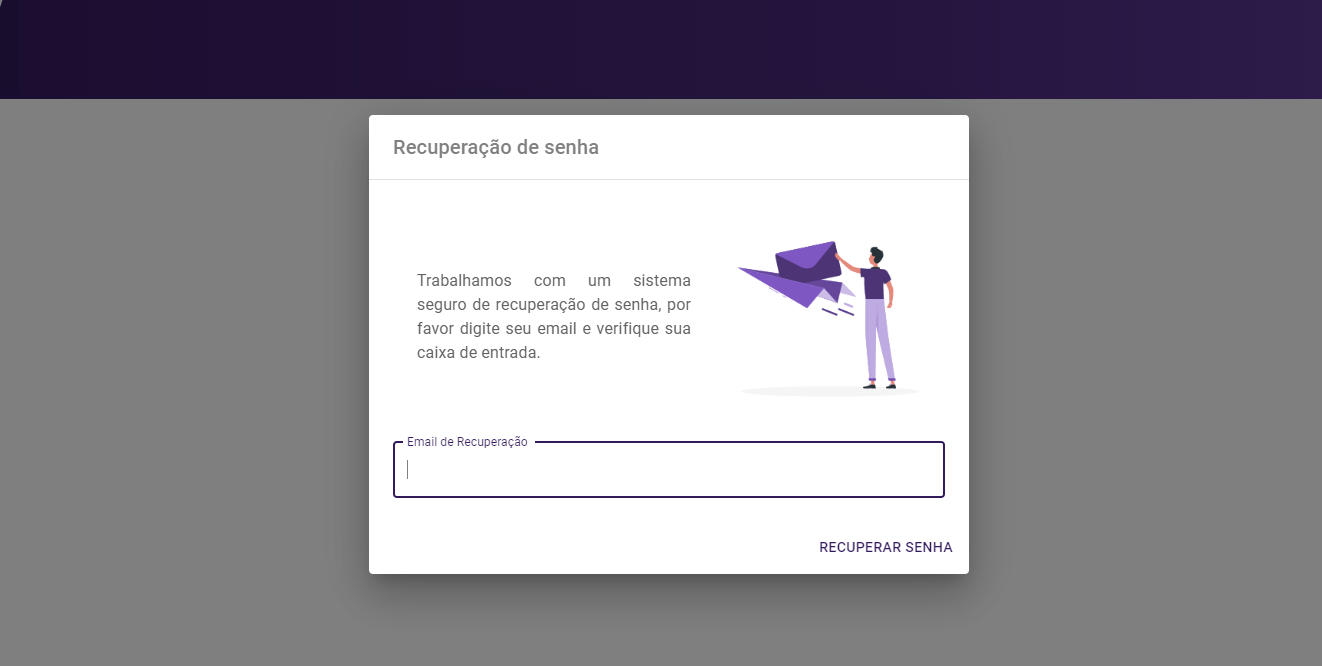 Recuperação de senha
Trabalhamos com um sistema
seguro de recuperação de senha, por
favor digite seu email e verifique sua
caixa de entrada.
Email de Recuperação
RECUPERAR SENHA